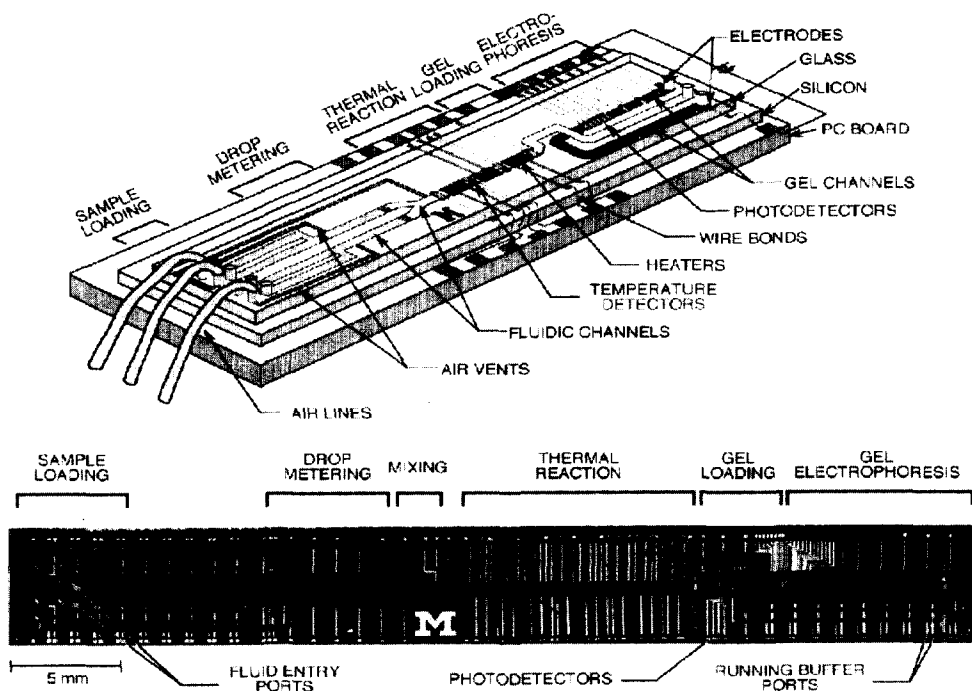 ELECTRO-
PHORESIS
GEL
LOADING
THERMAL
REACTION
DROP
METERING
SAMPLE
LOADING
ELECTRODES
GLASS
SILICON
PC BOARD
GEL CHANNELS
PHOTODETECTORS
WIRE BONDS
HEATERS
TEMPERATURE
DETECTORS
FLUIDIC CHANNELS
AIR VENTS
AIR LINES
SAMPLE
LOADING
DROP
METERING
MIXING
THERMAL
REACTION
GEL
LOADING
GEL
ELECTROPHORESIS
M
5 mm
FLUID ENTRY
PORTS
PHOTODETECTORS
RUNNING BUFFER
PORTS